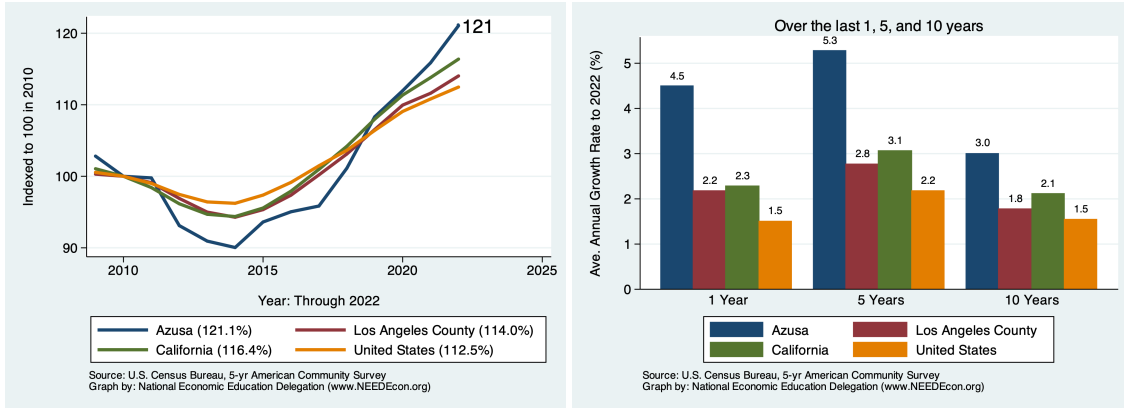 121
120
110
100
90
Indexed to 100 in 2010
2010 2015 2020 2025
Year: Through 2022
Azusa (121.1%) Los Angeles County (114.0%)
California (116.4%) United States (112.5%)
Source: U.S. Census Bureau, 5-yr American Community Survey
Graph by: National Economic Education Delegation (www.NEEDEcon.org)
Over the last 1, 5, and 10 years
Ave. Annual Growth Rate to 2022 (%)
5
4
3
2
1
0
4.5 2.2 2.3 1.5
5.3 2.8 3.1 2.2
3.0 1.8 2.1 1.5
1 Year 5 Years 10 Years
Azusa Los Angeles County
California United States
Source: U.S. Census Bureau, 5-yr American Community Survey
Graph by: National Economic Education Delegation (www.NEEDEcon.org)